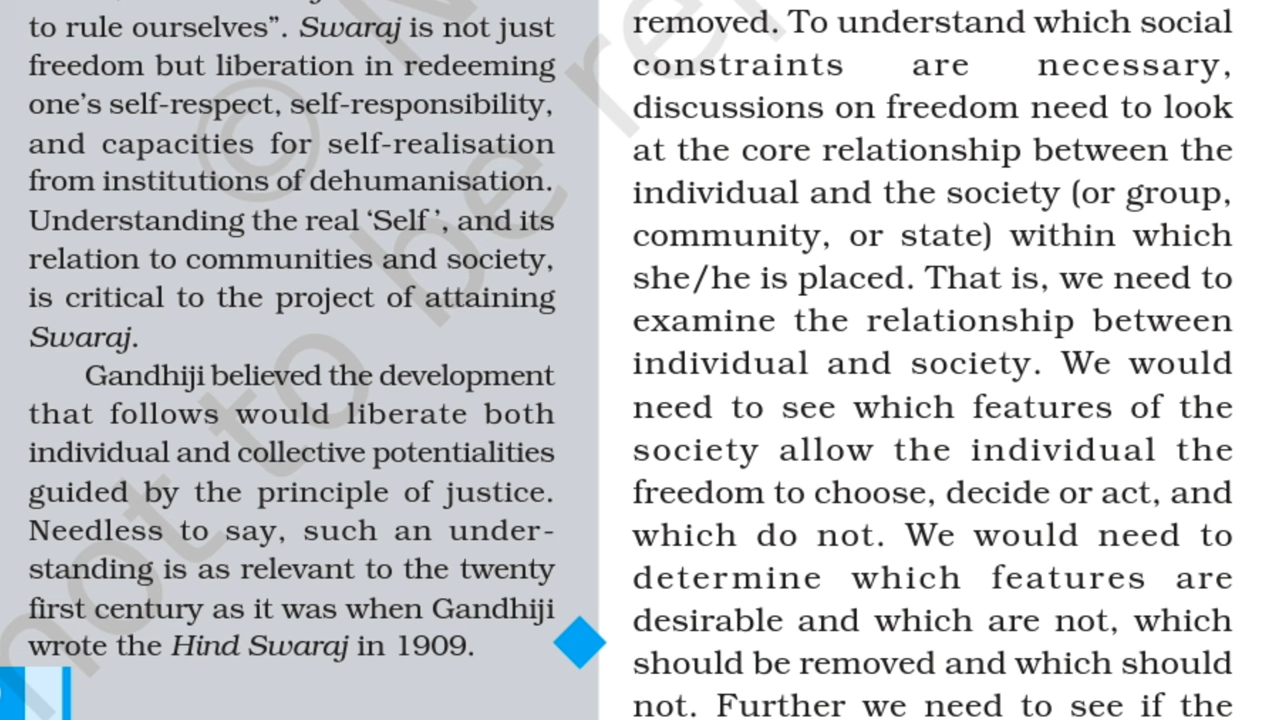 to rule ourselves”. Swaraj is not just
freedom but liberation in redeeming
one’s self-respect, self-responsibility,
and capacities for self-realisation
from institutions of dehumanisation.
Understanding the real ‘Self’, and its
relation to communities and society,
is critical to the project of attaining
Swaraj.
Gandhiji believed the development
that follows would liberate both
individual and collective potentialities
guided by the principle of justice.
Needless to say, such an under-
standing is as relevant to the twenty
first century as it was when Gandhiji
wrote the Hind Swaraj in 1909.
removed. To understand which social
constraints are necessary,
discussions on freedom need to look
at the core relationship between the
individual and the society (or group,
community, or state) within which
she/he is placed. That is, we need to
examine the relationship between
individual and society. We would
need to see which features of the
society allow the individual the
freedom to choose, decide or act, and
which do not. We would need to
determine which features are
desirable and which are not, which
should be removed and which should
not. Further we need to see if the
not to be re